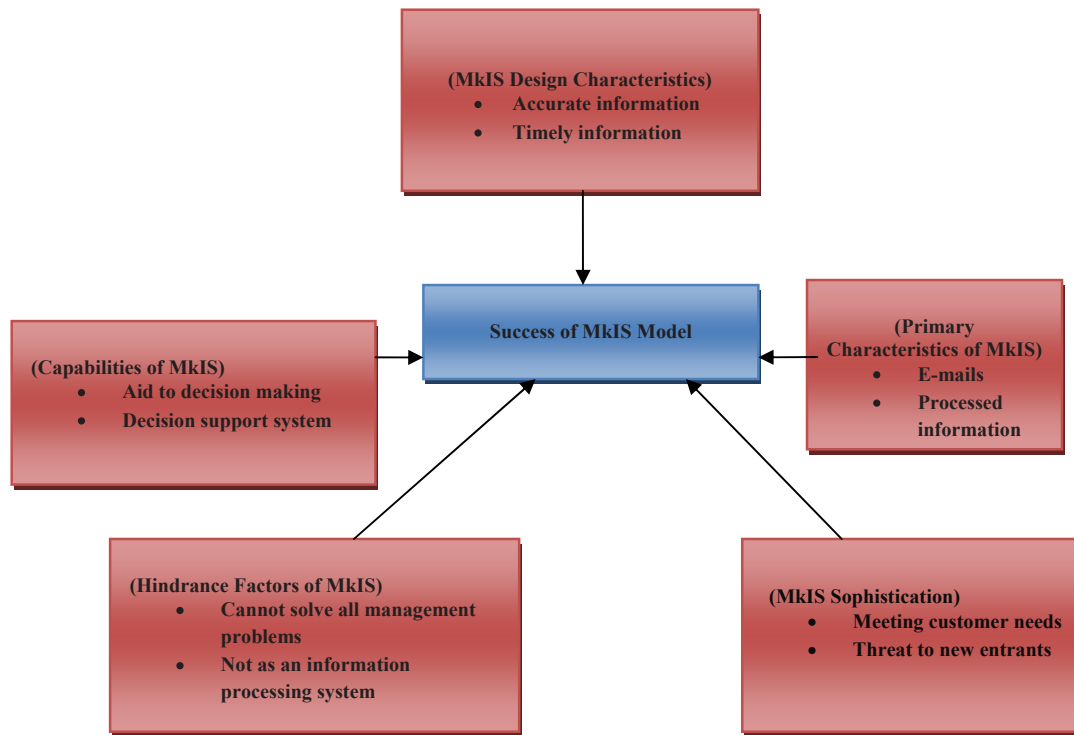 (MkIS Design Characteristics)
• Accurate information
• Timely information
Success of MkIS Model
(Capabilities of MkIS)
• Aid to decision making
• Decision support system
(Primary
Characteristics of MkIS)
• E-mails
• Processed
information
(Hindrance Factors of MkIS)
• Cannot solve all management
problems
• Not as an information
processing system
(MkIS Sophistication)
• Meeting customer needs
• Threat to new entrants